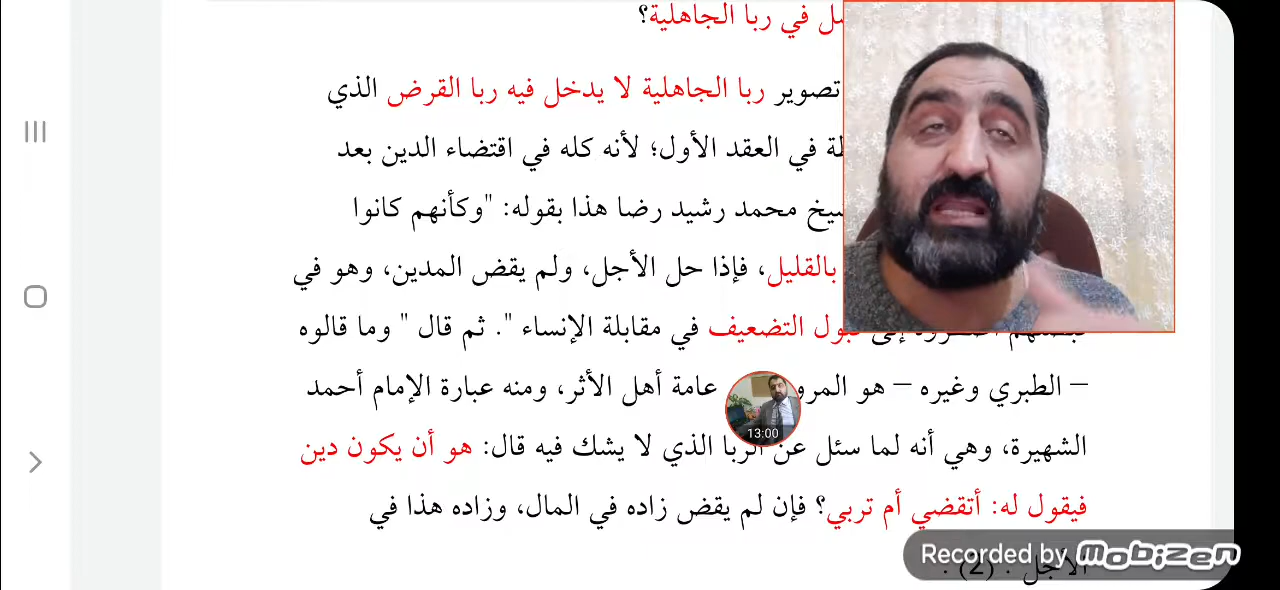 في ربا الجاهلية؟
تصوير ربا الجاهلية لا يدخل فيه ربا القرض الذي
في العقد الأول؛ لأنه كله في اقتضاء الدين بعد
محمد رشيد رضا هذا بقوله: "وكأنهم كانوا
بالقليل، فإذا حل الأجل، ولم يقض المدين، وهو في
التضعيف في مقابلة الإنساء ". ثم قال " وما قالوه
– الطبري وغيره – هو عامة أهل الأثر، ومنه عبارة الإمام أحمد
13:00
الشهيرة، وهي أنه لما سئل عن الربا الذي لا يشك فيه قال: هو أن يكون دين
فيقول له: أتقضي أم تربي؟ فإن لم يقض زاده في المال، وزاده هذا في
Recorded by Mobizen
الأجل . (2) .